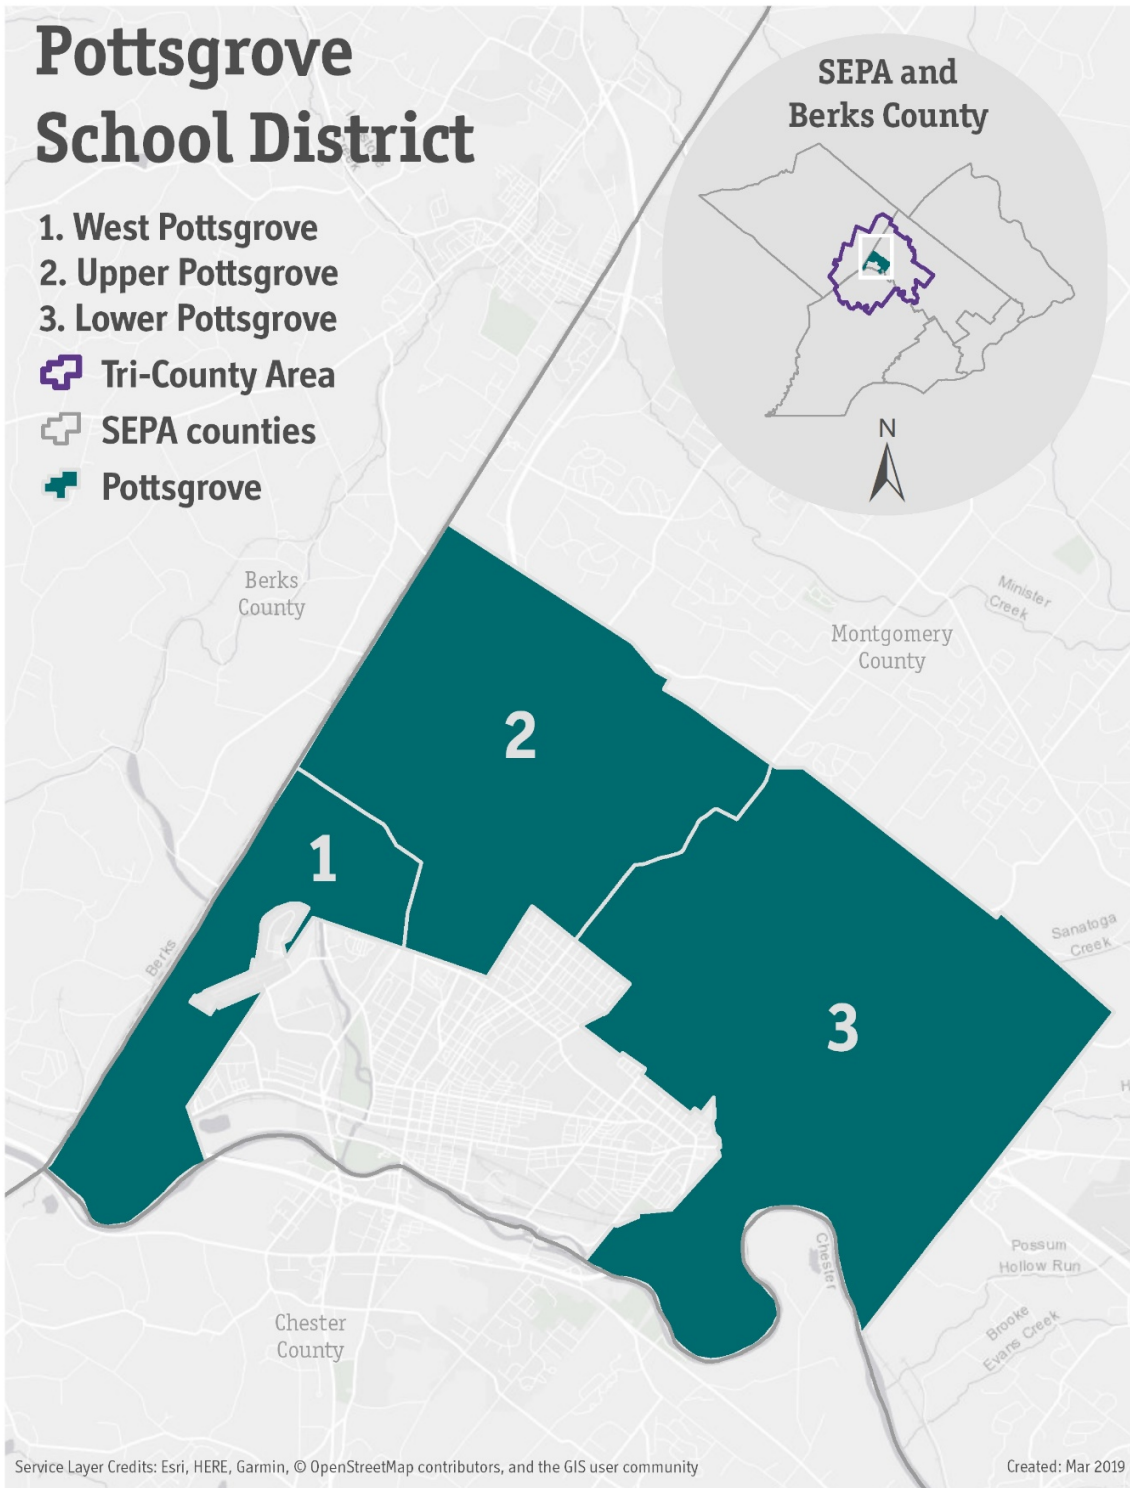 Pottsgrove
School District
1. West Pottsgrove
2. Upper Pottsgrove
3. Lower Pottsgrove
Tri-County Area
SEPA counties
Pottsgrove
SEPA and
Berks County
N
Berks
County
Minister
Creek
Montgomery
County
2
1
Sanatoga
Creek
Berks
3
Possum
Hollow Run
Chester
Brooke
Evans Creek
Chester
County
Service Layer Credits: Esri, HERE, Garmin, © OpenStreetMap contributors, and the GIS user community
Created: Mar 2019